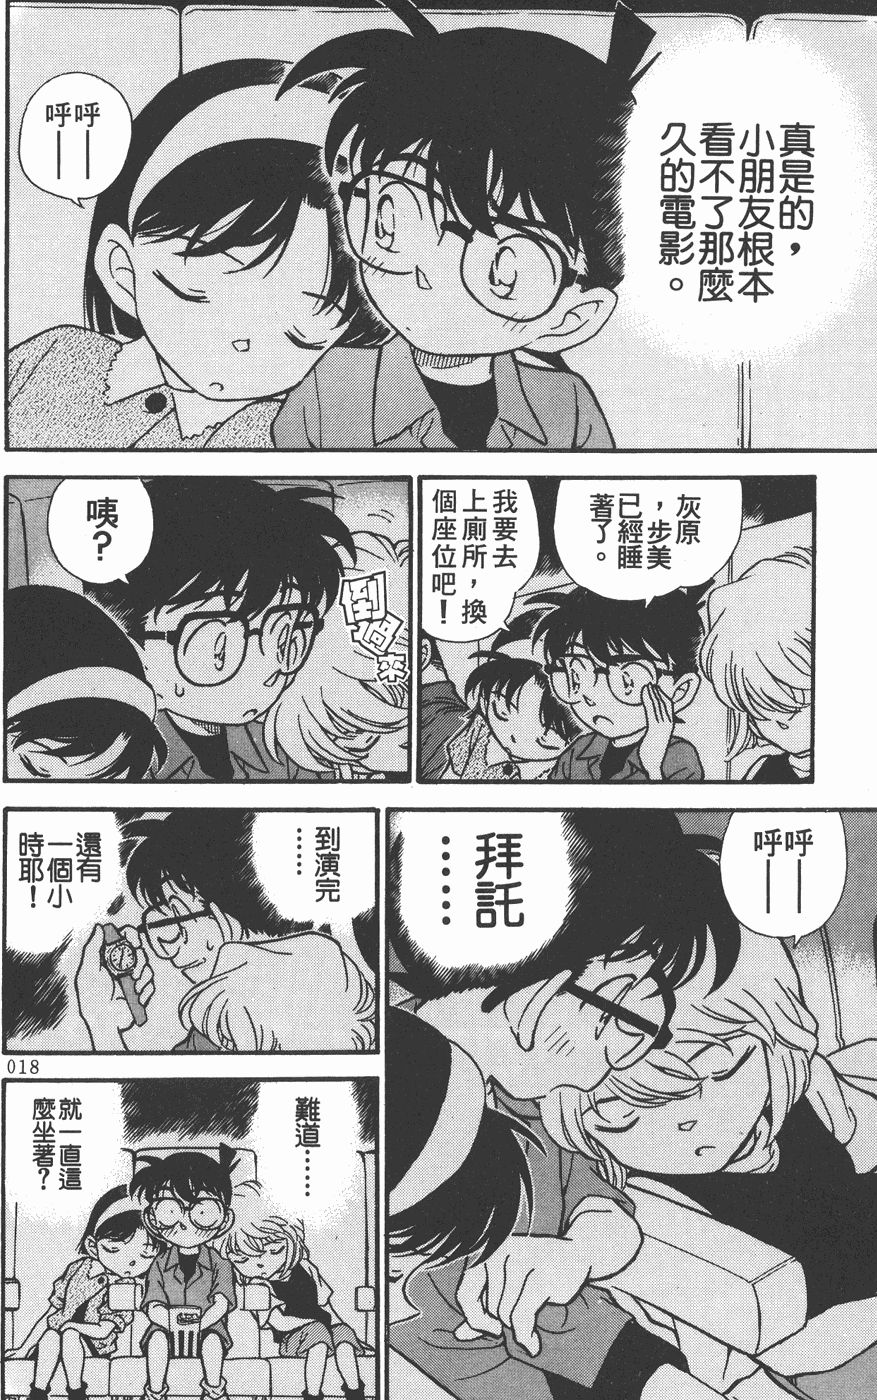 真是的，
小朋友根本
看不了那麼
久的電影。
呼呼
——
灰原
，步美
已經睡
著了。
我要去
上廁所，換
個座位吧！
倒過來
咦？
呼呼
——
拜託
……
到演完
……
還有
一個小
時耶！
018
難道……
就一直這
麼坐著？